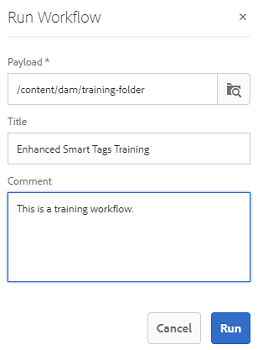 Run Workflow ×
Payload *
/content/dam/training-folder
Title
Enhanced Smart Tags Training
Comment
This is a training workflow.
Cancel Run